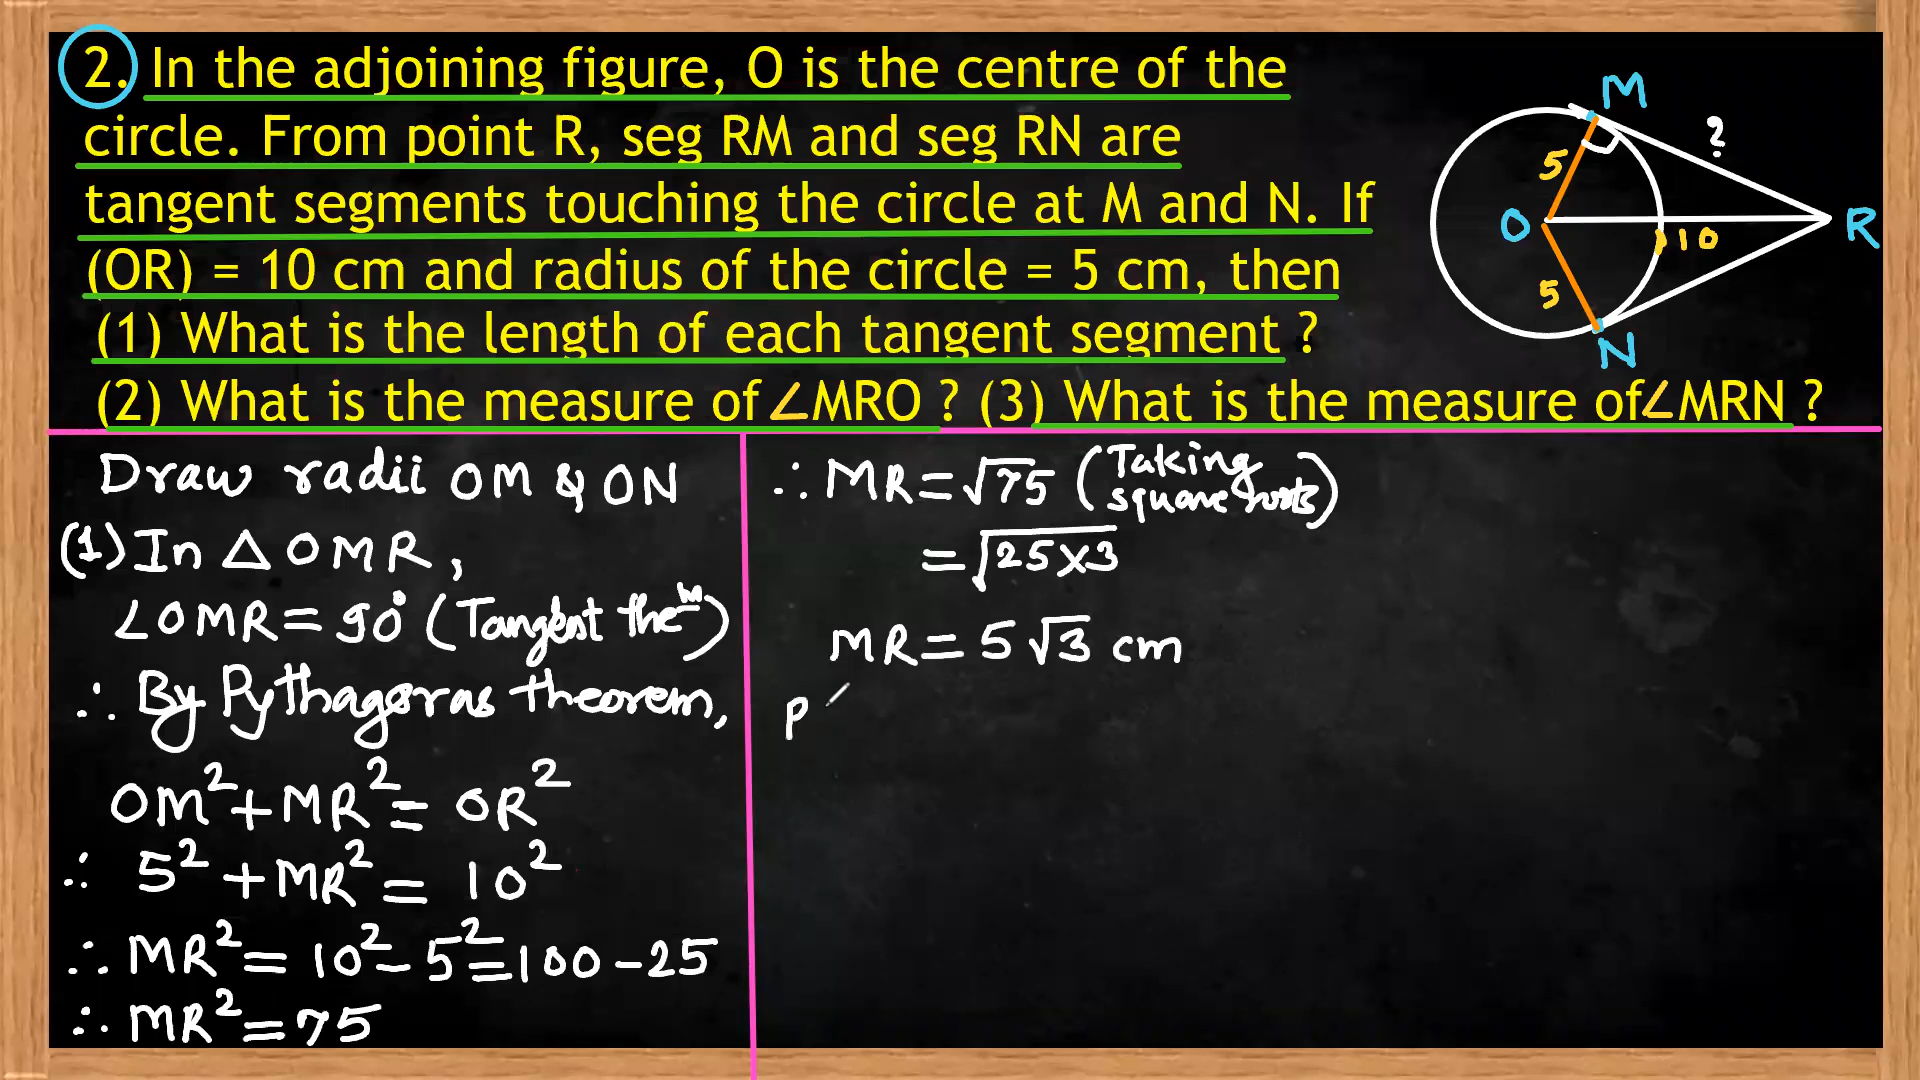 2. In the adjoining figure, O is the centre of the
circle. From point R, seg RM and seg RN are
tangent segments touching the circle at M and N. If
(OR) = 10 cm and radius of the circle = 5 cm, then
(1) What is the length of each tangent segment ?
(2) What is the measure of ∠MRO ? (3) What is the measure of ∠MRN ?
M
?
5
O
10
R
5
N
Draw radii OM & ON
(1) In △OMR,
∠OMR = 90° (Tangent theᵐ)
∴ By Pythagoras theorem,
OM² + MR² = OR²
∴ 5² + MR² = 10²
∴ MR² = 10² - 5² = 100 - 25
∴ MR² = 75
∴ MR = √75 (Taking square roots)
= √25×3
MR = 5√3 cm
P